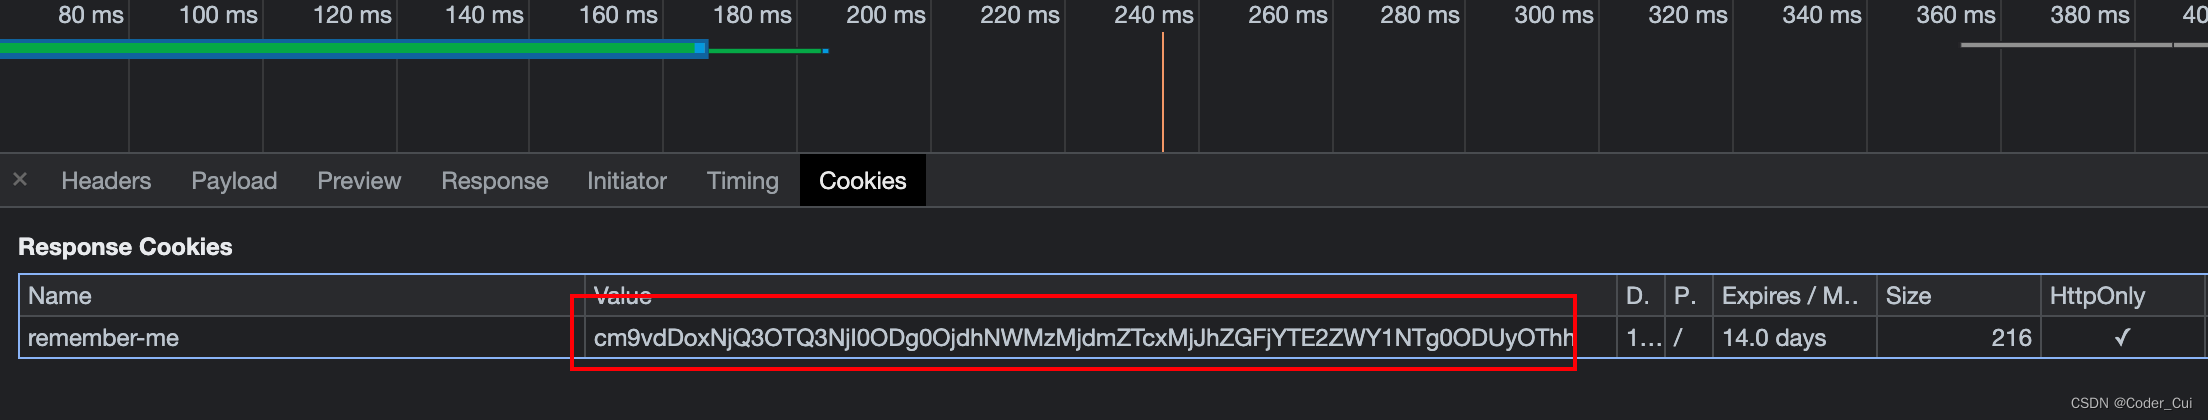 80 ms 100 ms 120 ms 140 ms 160 ms 180 ms 200 ms 220 ms 240 ms 260 ms 280 ms 300 ms 320 ms 340 ms 360 ms 380 ms 40
× Headers Payload Preview Response Initiator Timing Cookies
Response Cookies
Name Value D. P. Expires / M.. Size HttpOnly
remember-me cm9vdDoxNjQ3OTQ3NjI0ODg0OjdhNWMzMjdmZTcxMjJhZGFjYTE2ZWY1NTg0ODUyOThh 1... / 14.0 days 216 ✓
CSDN @Coder_Cui